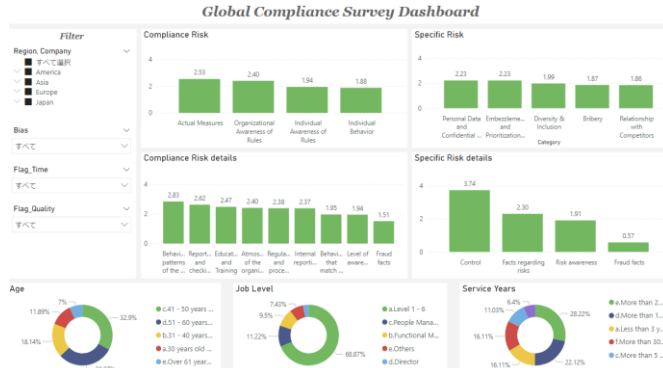 Global Compliance Survey Dashboard
Filter
Region, Company
すべて選択
America
Asia
Europe
Japan
Bias
すべて
Flag_Time
すべて
Flag_Quality
すべて
Compliance Risk
4
2
0
2.53
2.40
1.94
1.88
Actual Measures
Organizational
Awareness of
Rules
Individual
Awareness of
Rules
Individual
Behavior
Specific Risk
4
2
0
2.23
2.23
1.99
1.87
1.86
Personal Data
and
Confidential ...
Embezzleme...
and
Prioritization...
Diversity &
Inclusion
Bribery
Relationship
with
Competitors
Category
Compliance Risk details
4
2
0
2.83
2.62
2.47
2.40
2.38
2.37
1.95
1.94
1.51
Behavi...
patterns
of the ...
Report...
and
checki...
Educat...
and
Training
Atmos...
of the
organi...
Regula...
and
proce...
Internal
reporti...
Behavi...
that
match ...
Level of
aware...
Fraud
facts
Specific Risk details
4
2
0
3.74
2.30
1.91
0.57
Control
Facts regarding
risks
Risk awareness
Fraud facts
Age
7%
11.89%
18.14%
32.9%
c.41 - 50 years ...
d.51 - 60 years...
b.31 - 40 years...
a.30 years old ...
e.Over 61 year...
Job Level
7.43%
9.5%
11.22%
68.87%
a.Level 1 - 6
c.People Mana...
b.Functional M...
e.Others
d.Director
Service Years
6.4%
11.03%
16.11%
16.11%
28.22%
22.12%
e.More than 2...
d.More than 1...
a.Less than 3 y...
f.More than 30...
c.More than 5 ...